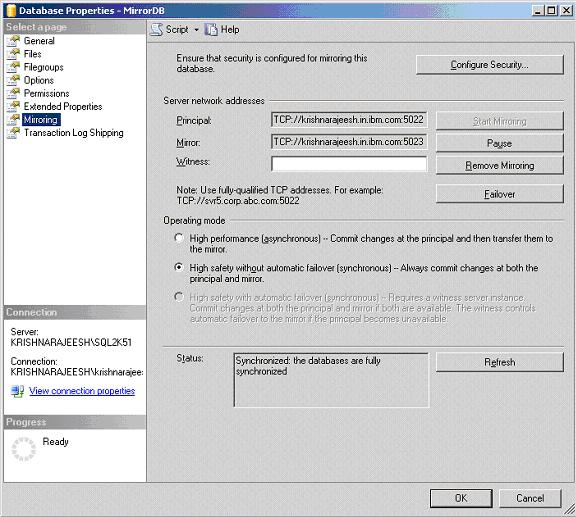 Database Properties - MirrorDB
Select a page
General
Files
Filegroups
Options
Permissions
Extended Properties
Mirroring
Transaction Log Shipping
Connection
Server:
KRISHNARAJEESH\SQL2K51
Connection:
KRISHNARAJEESH\krishnarajee:
View connection properties
Progress
Ready
Script
Help
Ensure that security is configured for mirroring this
database.
Configure Security...
Server network addresses
Principal:
TCP://krishnarajeesh.in.ibm.com:5022
Start Mirroring
Mirror:
TCP://krishnarajeesh.in.ibm.com:5023
Pause
Witness:
Remove Mirroring
Note: Use fully-qualified TCP addresses. For example:
TCP://svr5.corp.abc.com:5022
Failover
Operating mode
High performance (asynchronous) -- Commit changes at the principal and then transfer them to
the mirror.
High safety without automatic failover (synchronous) -- Always commit changes at both the
principal and mirror.
High safety with automatic failover (synchronous) -- Requires a witness server instance.
Commit changes at both the principal and mirror if both are available. The witness controls
automatic failover to the mirror if the principal becomes unavailable.
Status:
Synchronized: the databases are fully
synchronized
Refresh
OK
Cancel